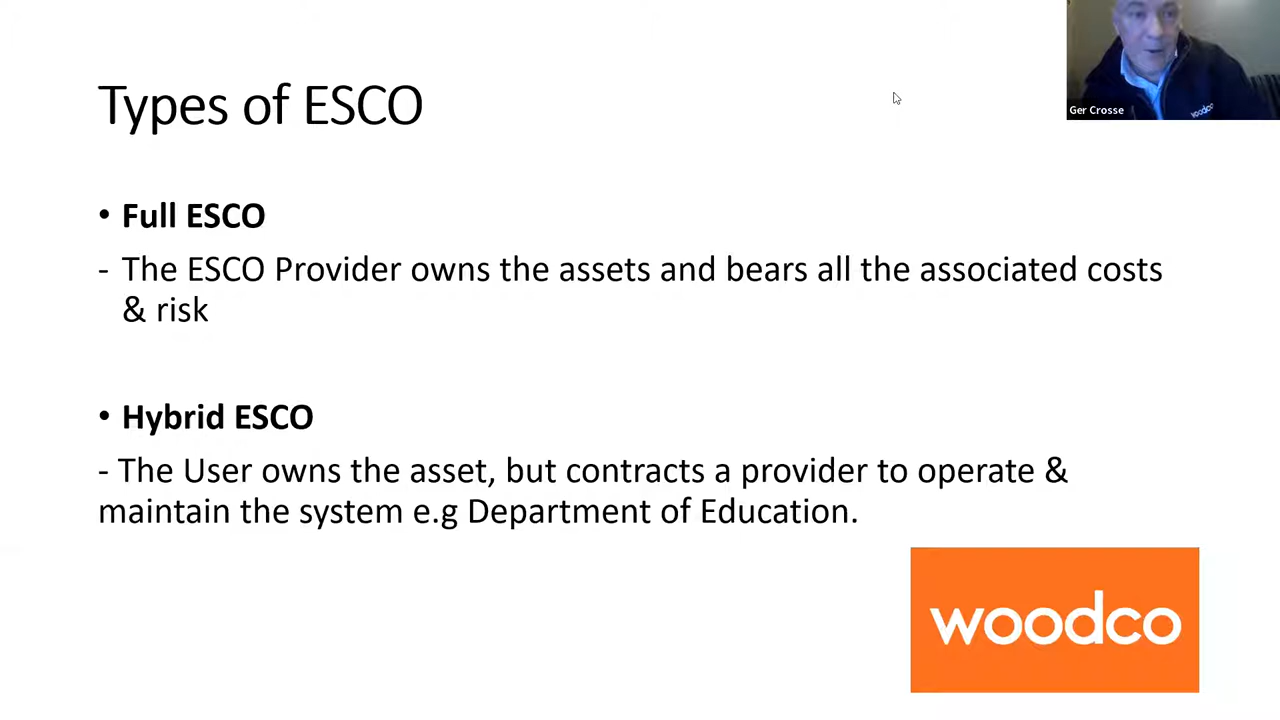 Types of ESCO
Ger Crosse
woodco
• Full ESCO
- The ESCO Provider owns the assets and bears all the associated costs
& risk
• Hybrid ESCO
- The User owns the asset, but contracts a provider to operate &
maintain the system e.g Department of Education.
woodco